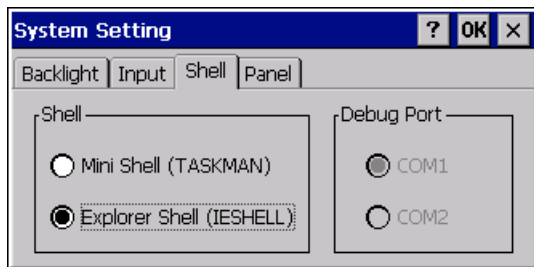 System Setting ? OK ×
Backlight Input Shell Panel
Shell Debug Port
Mini Shell (TASKMAN) COM1
Explorer Shell (IESHELL) COM2